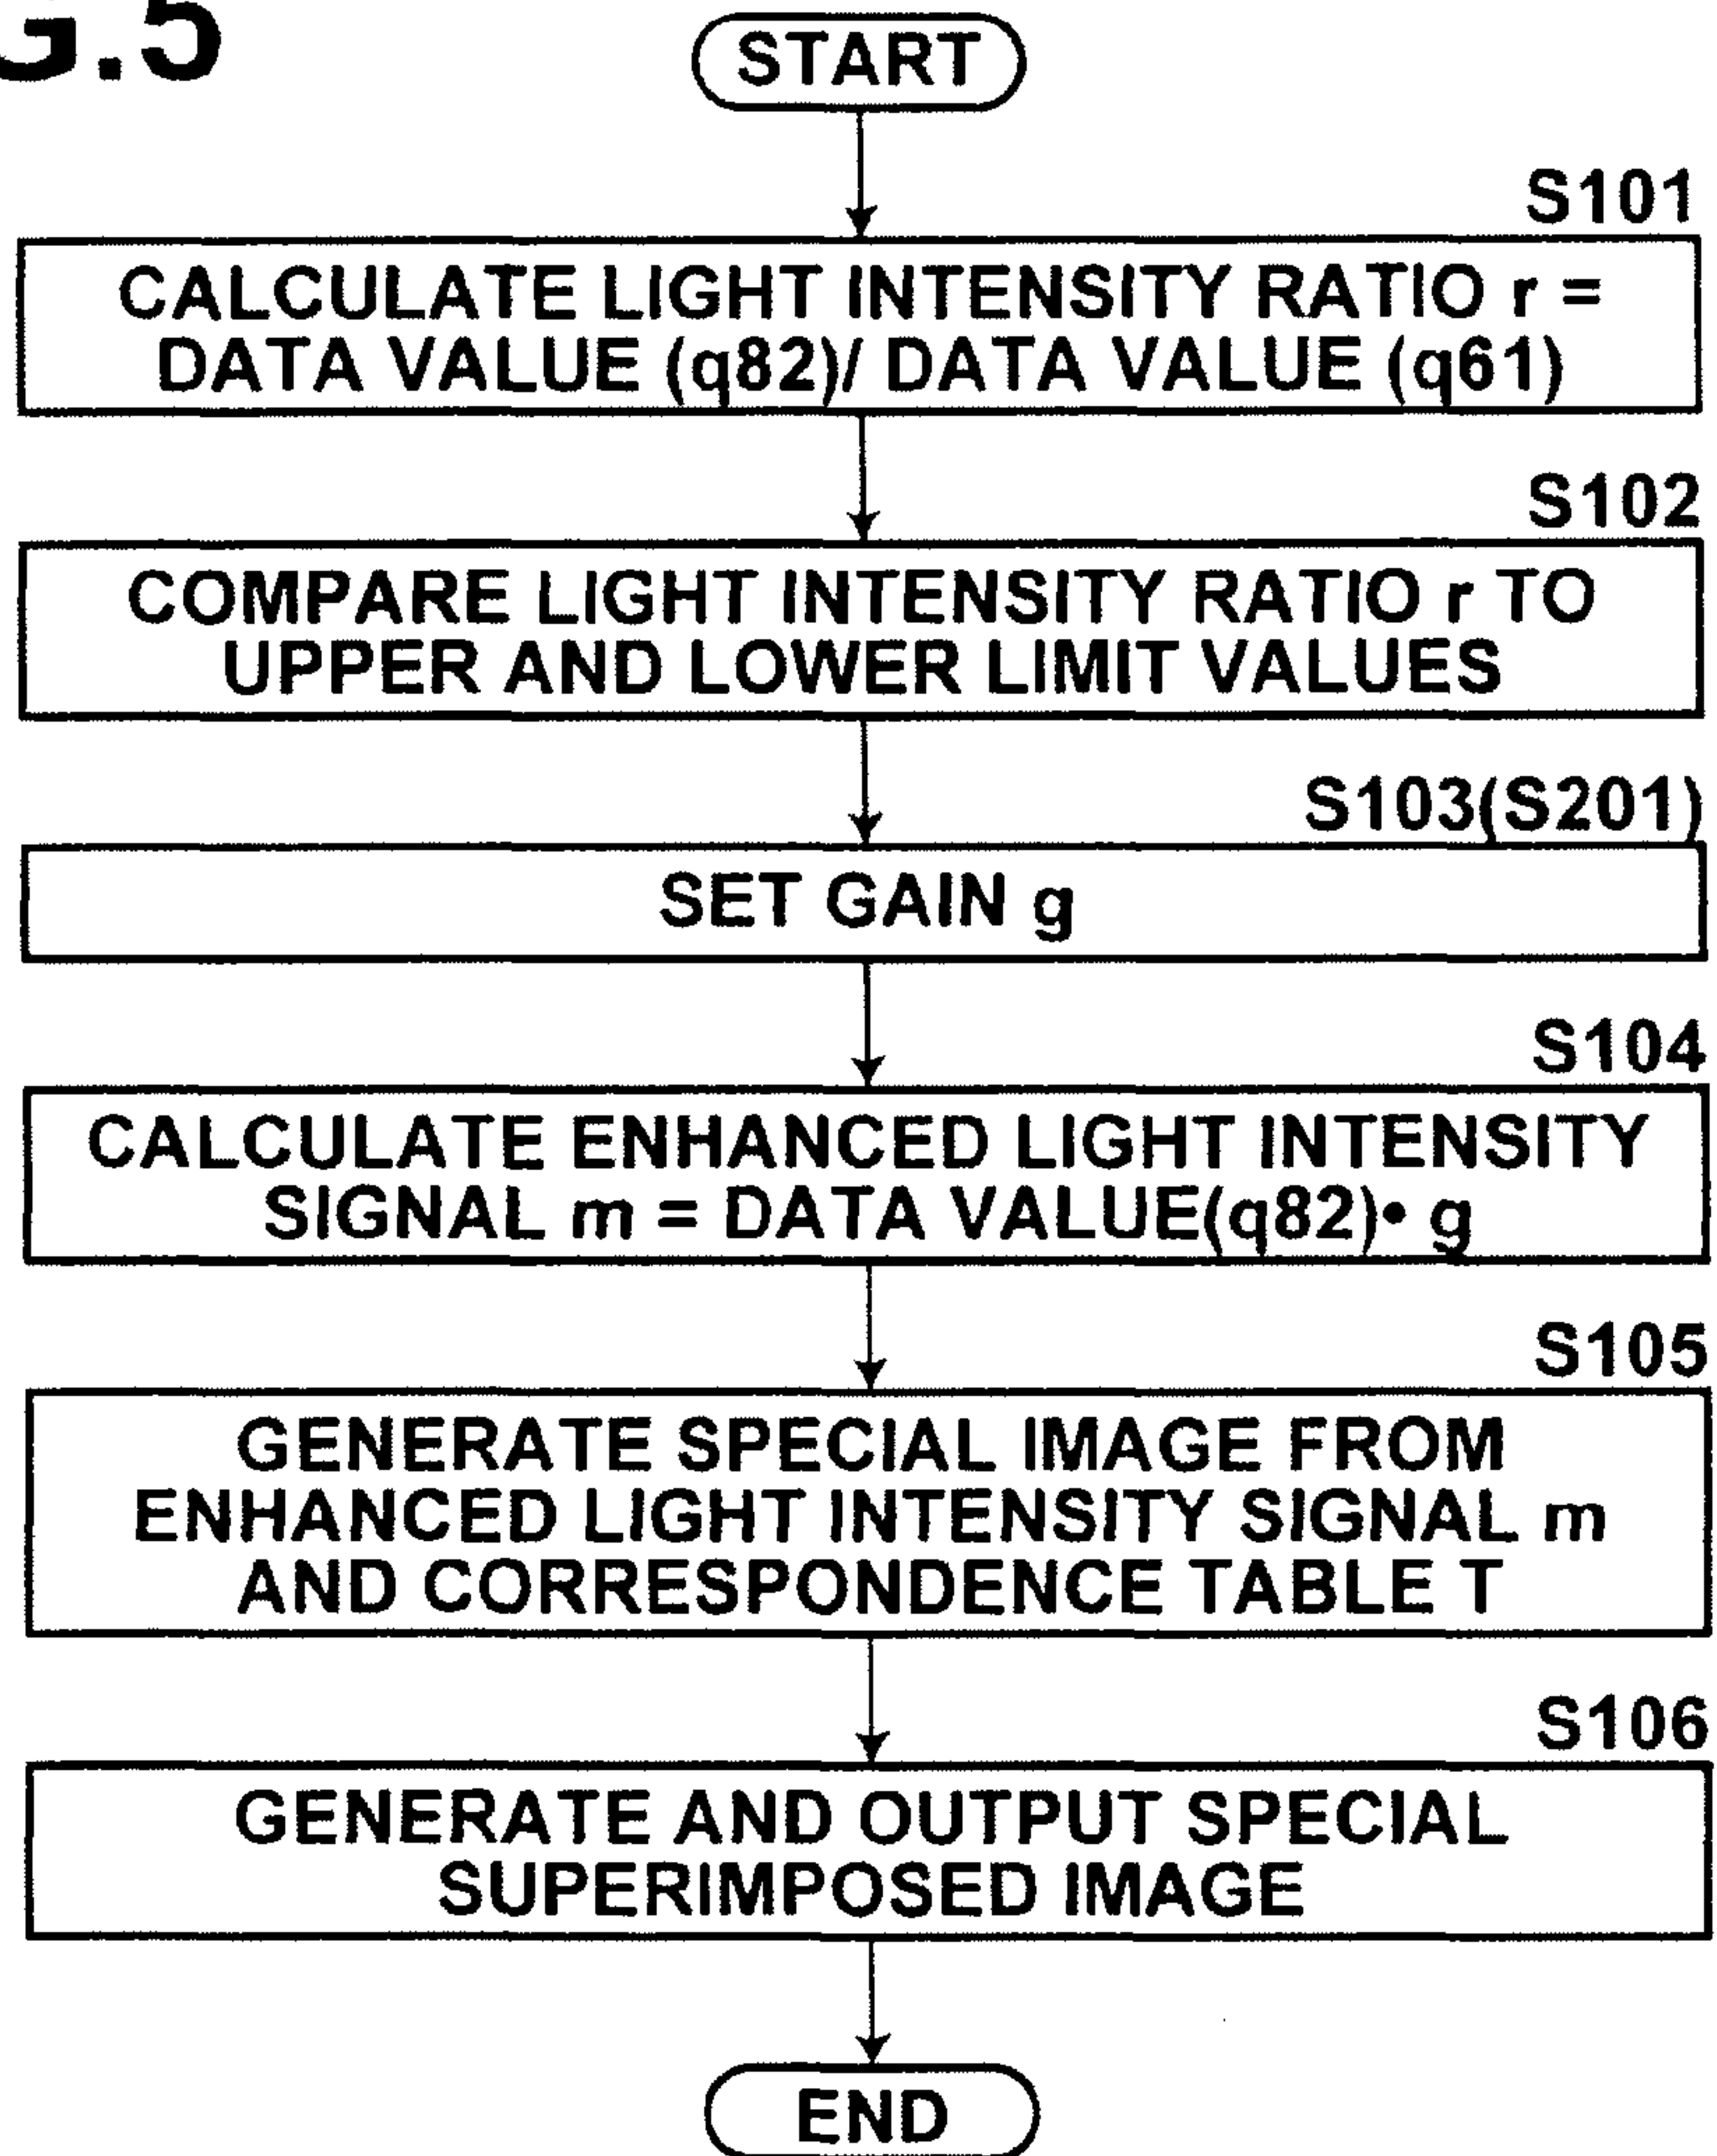 G.5
START
S101
CALCULATE LIGHT INTENSITY RATIO r =
DATA VALUE (q82)/ DATA VALUE (q61)
S102
COMPARE LIGHT INTENSITY RATIO r TO
UPPER AND LOWER LIMIT VALUES
S103(S201)
SET GAIN g
S104
CALCULATE ENHANCED LIGHT INTENSITY
SIGNAL m = DATA VALUE(q82)• g
S105
GENERATE SPECIAL IMAGE FROM
ENHANCED LIGHT INTENSITY SIGNAL m
AND CORRESPONDENCE TABLE T
S106
GENERATE AND OUTPUT SPECIAL
SUPERIMPOSED IMAGE
END